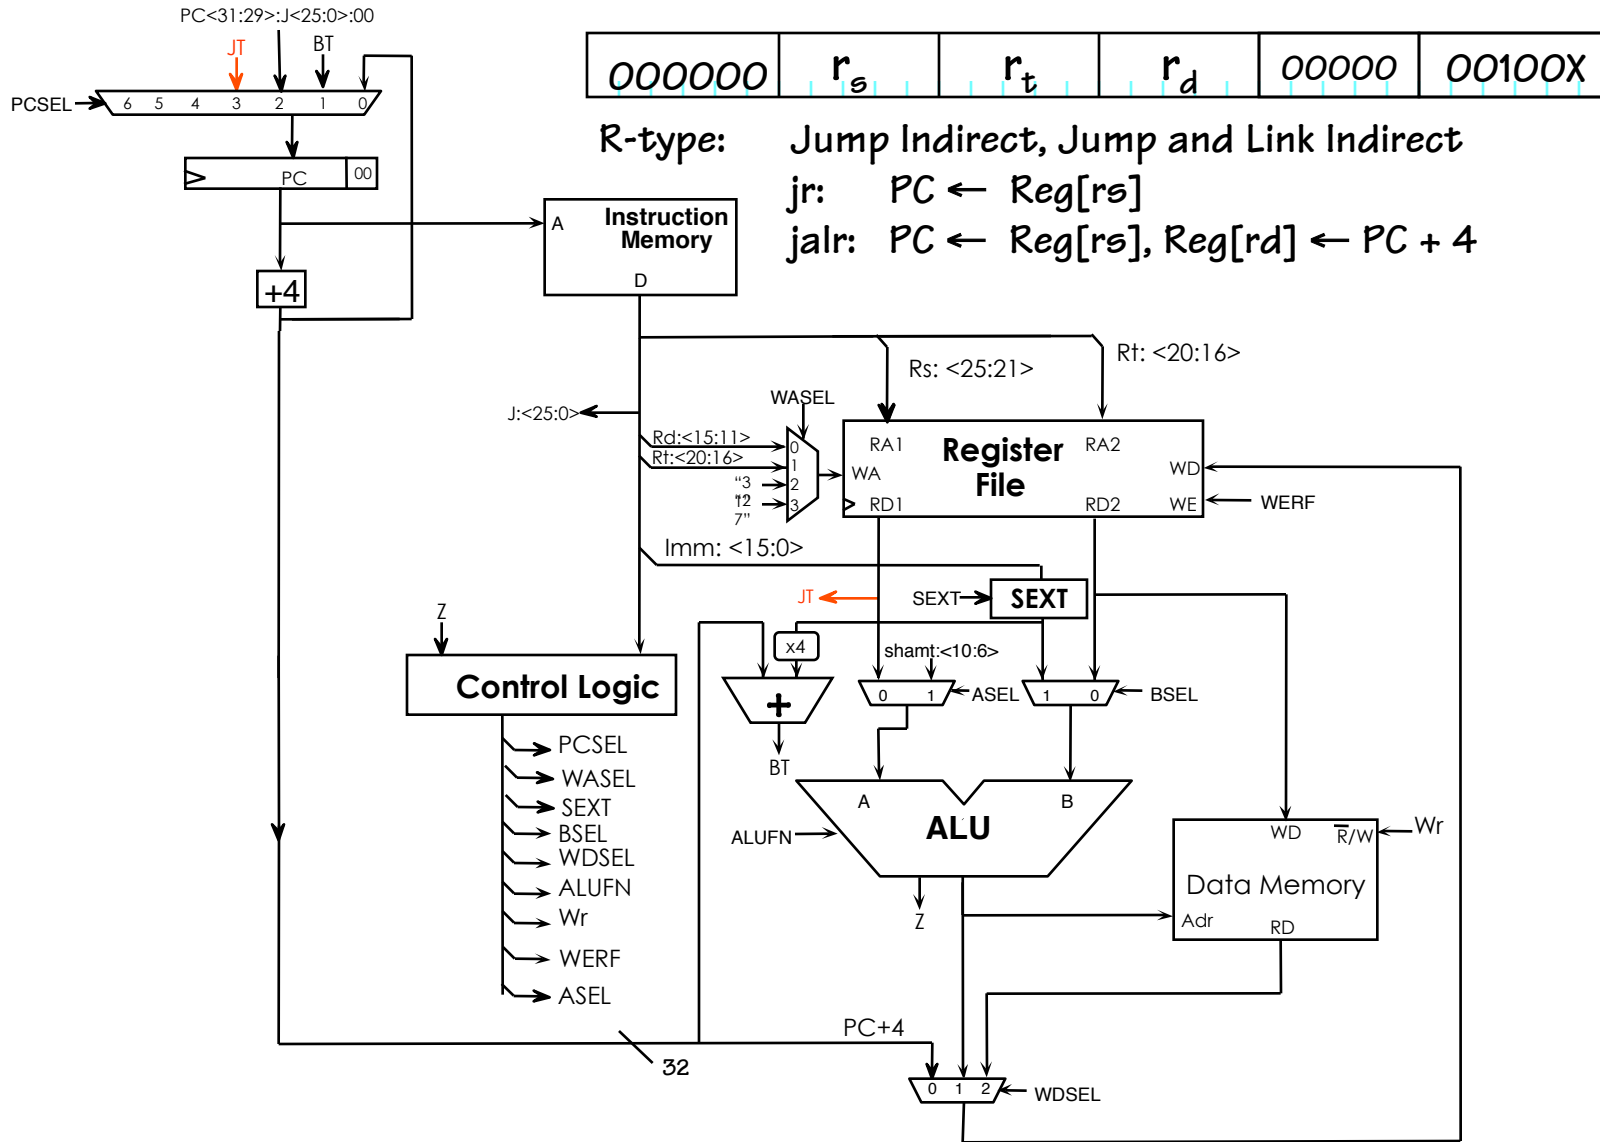 PC<31:29>:J<25:0>:00
JT
BT
PCSEL
6 5 4 3 2 1 0
PC
00
+4
000000 rs rt rd 00000 00100X
R-type: Jump Indirect, Jump and Link Indirect
jr: PC ← Reg[rs]
jalr: PC ← Reg[rs], Reg[rd] ← PC + 4
A
Instruction
Memory
D
Rs: <25:21>
Rt: <20:16>
J:<25:0>
WASEL
Rd:<15:11>
Rt:<20:16>
0
1
2
3
"3
1"
"2
7"
RA1
RA2
Register
File
WA
WD
RD1
RD2
WE
WERF
Imm: <15:0>
JT
SEXT
SEXT
Z
x4
shamt:<10:6>
Control Logic
+
0 1
ASEL
1 0
BSEL
BT
PCSEL
WASEL
SEXT
BSEL
WDSEL
ALUFN
Wr
WERF
ASEL
A
B
ALU
ALUFN
Z
WD
R/W
Wr
Data Memory
Adr
RD
PC+4
32
0 1 2
WDSEL